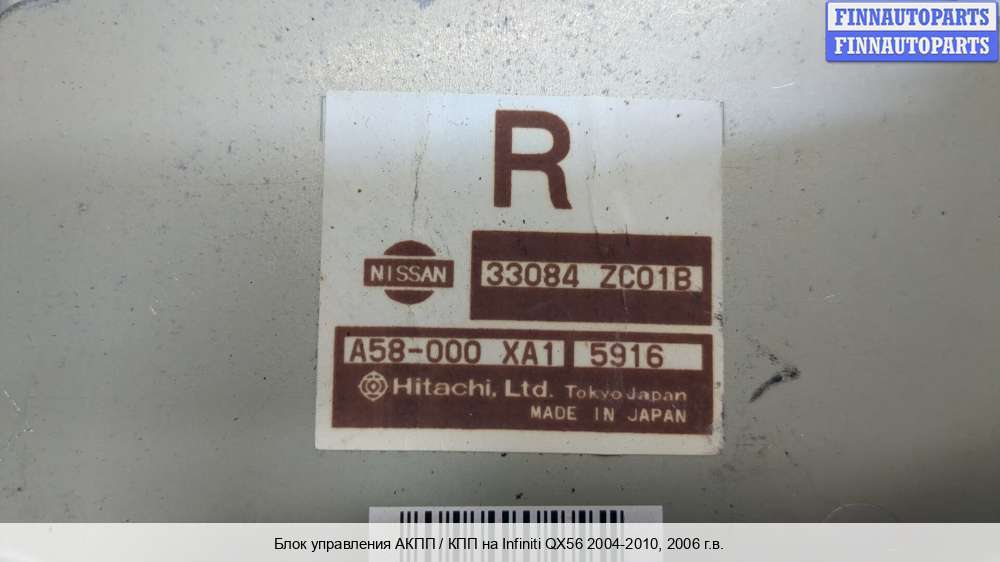 FINNAUTOPARTS
FINNAUTOPARTS
R
NISSAN
33084 ZC01B
A58-000 XA1 5916
Hitachi, Ltd. Tokyo Japan
MADE IN JAPAN
Блок управления АКПП / КПП на Infiniti QX56 2004-2010, 2006 г.в.